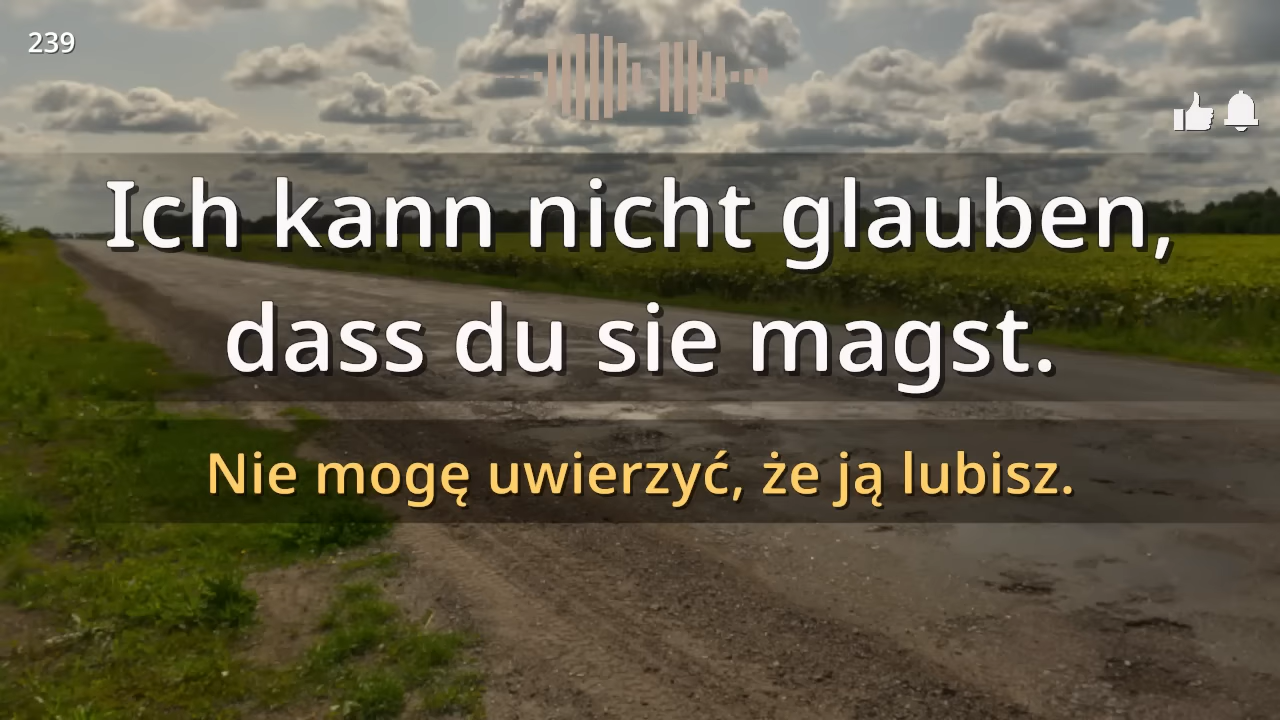 239
Ich kann nicht glauben,
dass du sie magst.
Nie mogę uwierzyć, że ją lubisz.